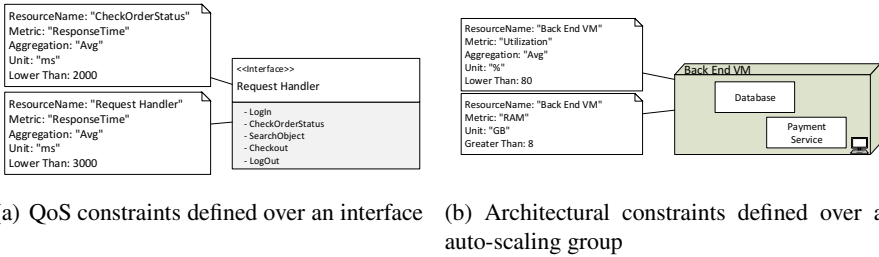 ResourceName: "CheckOrderStatus"
Metric: "ResponseTime"
Aggregation: "Avg"
Unit: "ms"
Lower Than: 2000
ResourceName: "Request Handler"
Metric: "ResponseTime"
Aggregation: "Avg"
Unit: "ms"
Lower Than: 3000
<<Interface>>
Request Handler
- LogIn
- CheckOrderStatus
- SearchObject
- Checkout
- LogOut
ResourceName: "Back End VM"
Metric: "Utilization"
Aggregation: "Avg"
Unit: "%"
Lower Than: 80
ResourceName: "Back End VM"
Metric: "RAM"
Unit: "GB"
Greater Than: 8
Back End VM
Database
Payment
Service
a) QoS constraints defined over an interface
(b) Architectural constraints defined over a
auto-scaling group